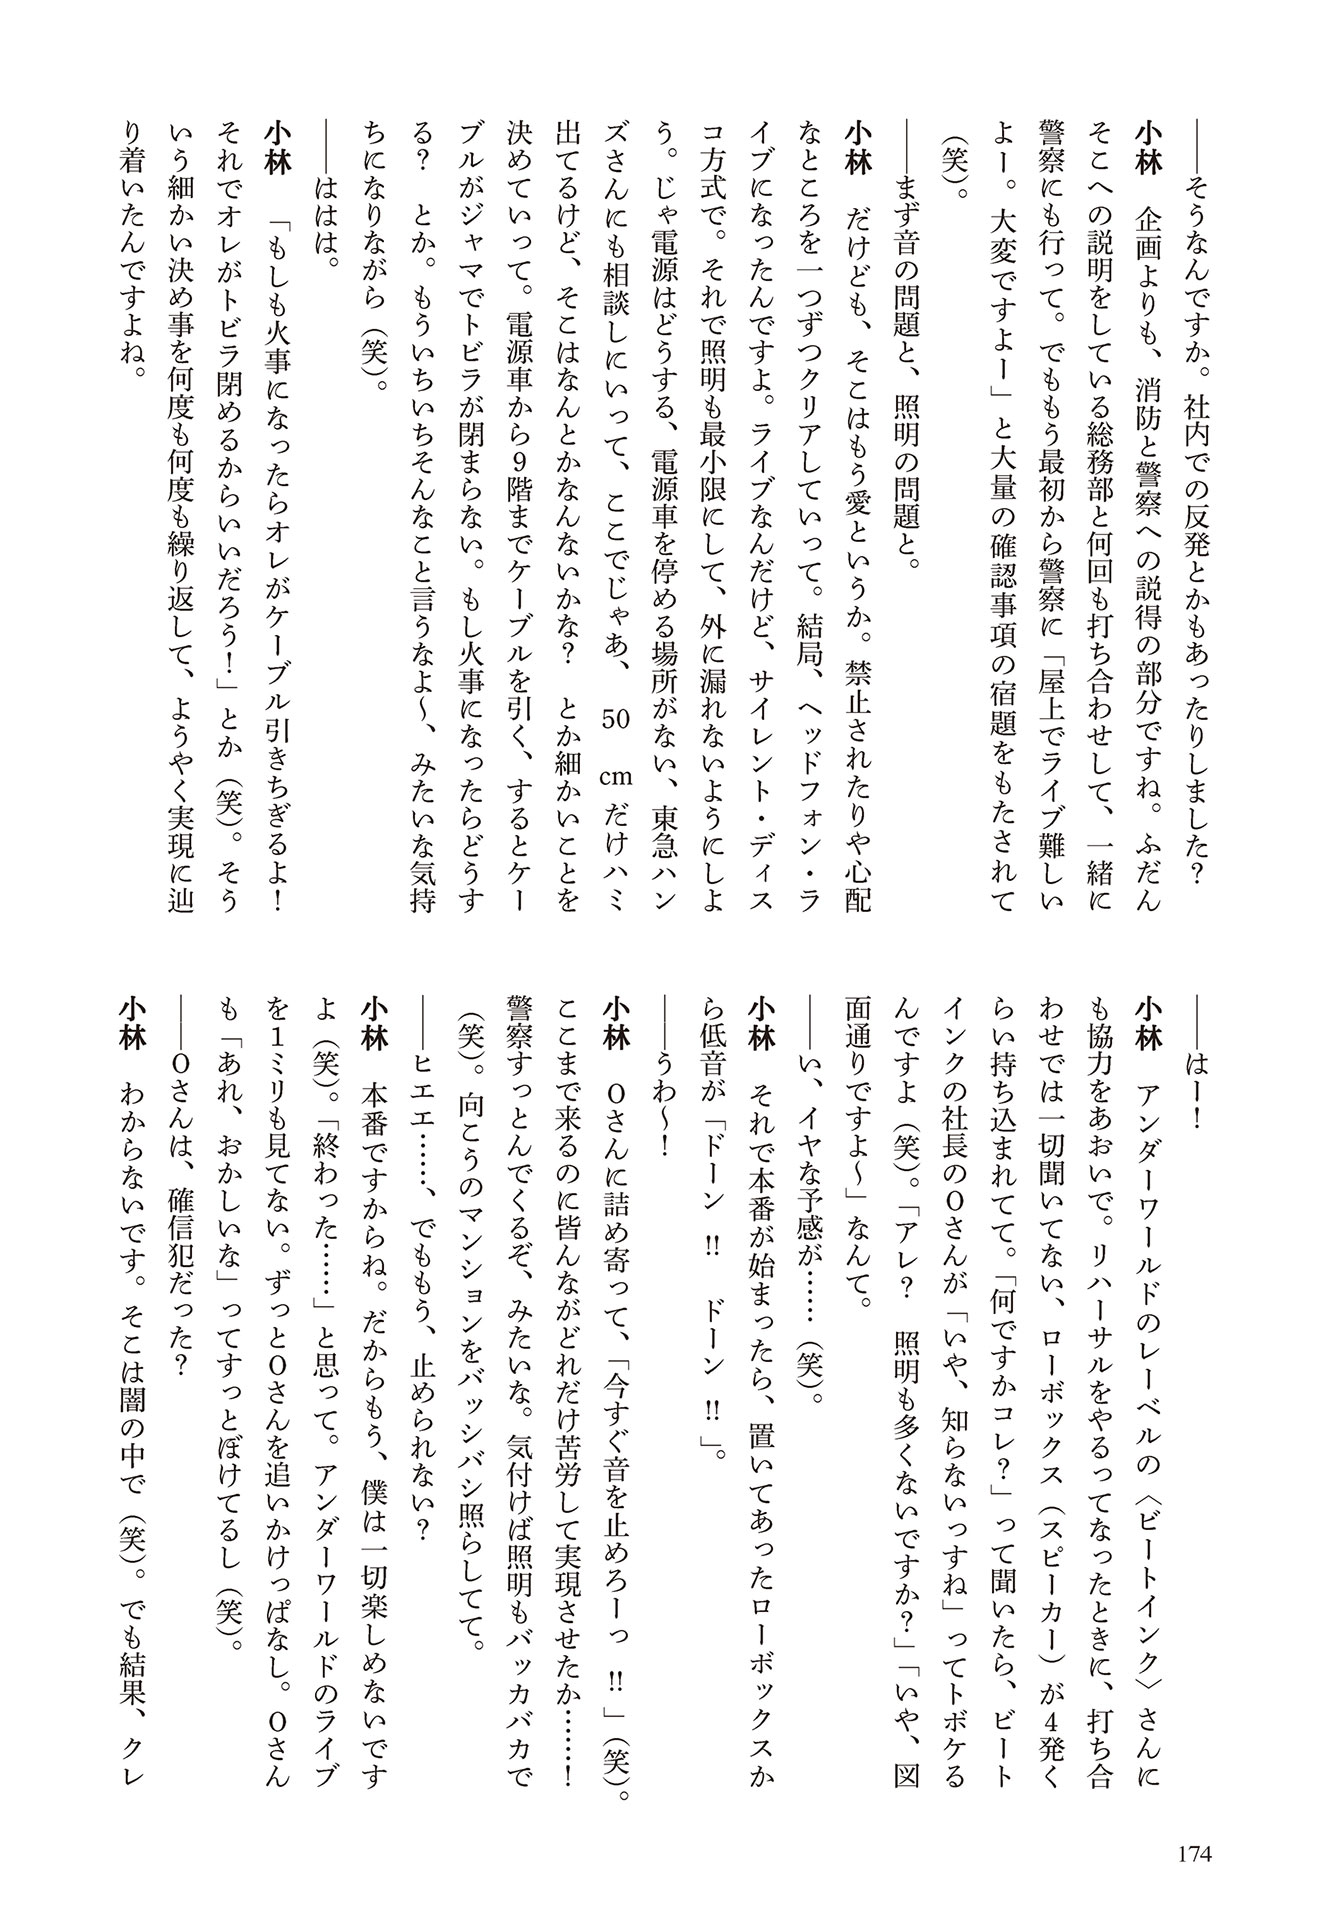 ――そうなんですか。社内での反発とかもあったりしました？
小林　企画よりも、消防と警察への説得の部分ですね。ふだん
そこへの説明をしている総務部と何回も打ち合わせして、一緒に
警察にも行って。でももう最初から警察に「屋上でライブ難しい
よー。大変ですよー」と大量の確認事項の宿題をもたされて
（笑）。
――まず音の問題と、照明の問題と。
小林　だけども、そこはもう愛というか。禁止されたりや心配
なところを一つずつクリアしていって。結局、ヘッドフォン・ラ
イブになったんですよ。ライブなんだけど、サイレント・ディス
コ方式で。それで照明も最小限にして、外に漏れないようにしよ
う。じゃ電源はどうする、電源車を停める場所がない、東急ハン
ズさんにも相談しにいって、ここでじゃあ、50cmだけハミ
出てるけど、そこはなんとかなんないかな？　とか細かいことを
決めていって。電源車から9階までケーブルを引く、するとケー
ブルがジャマでトビラが閉まらない。もし火事になったらどうす
る？　とか。もういちいちそんなこと言うなよ〜、みたいな気持
ちになりながら（笑）。
――ははは。
小林　「もしも火事になったらオレがケーブル引きちぎるよ！
それでオレがトビラ閉めるからいいだろう！」とか（笑）。そう
いう細かい決め事を何度も何度も繰り返して、ようやく実現に辿
り着いたんですよね。
――はー！
小林　アンダーワールドのレーベルの〈ビートインク〉さんに
も協力をあおいで。リハーサルをやるってなったときに、打ち合
わせでは一切聞いてない、ローボックス（スピーカー）が4発く
らい持ち込まれてて。「何ですかコレ？」って聞いたら、ビート
インクの社長のOさんが「いや、知らないっすね」ってトボケる
んですよ（笑）。「アレ？　照明も多くないですか？」「いや、図
面通りですよ〜」なんて。
――い、イヤな予感が……（笑）。
小林　それで本番が始まったら、置いてあったローボックスか
ら低音が「ドーン!!　ドーン!!」。
――うわ〜！
小林　Oさんに詰め寄って、「今すぐ音を止めろーっ!!」（笑）。
ここまで来るのに皆んながどれだけ苦労して実現させたか……！
警察すっとんでくるぞ、みたいな。気付けば照明もバッカバカで
（笑）。向こうのマンションをバッシバシ照らしてて。
――ヒエエ……、でももう、止められない？
小林　本番ですからね。だからもう、僕は一切楽しめないです
よ（笑）。「終わった……」と思って。アンダーワールドのライブ
を1ミリも見てない。ずっとOさんを追いかけっぱなし。Oさん
も「あれ、おかしいな」ってすっとぼけてるし（笑）。
――Oさんは、確信犯だった？
小林　わからないです。そこは闇の中で（笑）。でも結果、クレ
174